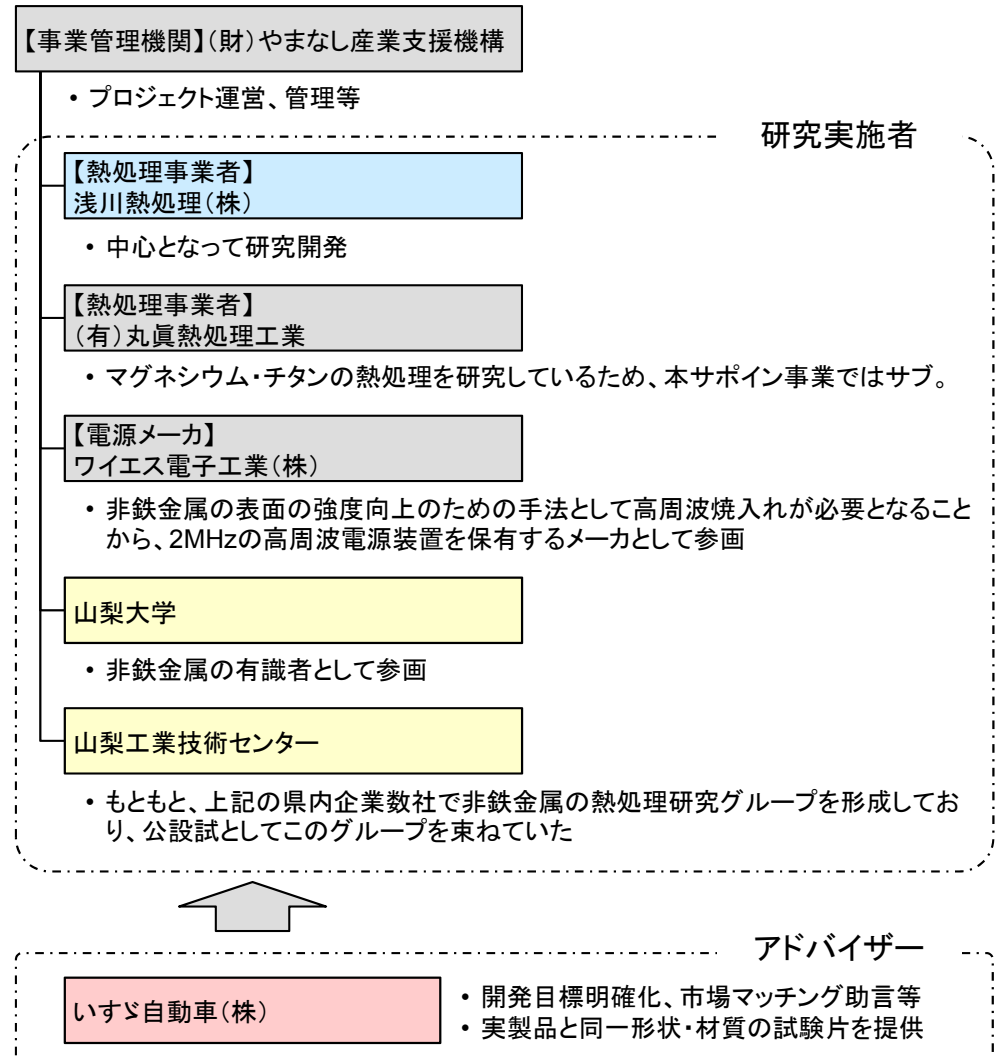 【事業管理機関】(財)やまなし産業支援機構
・プロジェクト運営、管理等
研究実施者
【熱処理事業者】
浅川熱処理(株)
・中心となって研究開発
【熱処理事業者】
(有)丸眞熱処理工業
・マグネシウム・チタンの熱処理を研究しているため、本サポイン事業ではサブ。
【電源メーカ】
ワイエス電子工業(株)
・非鉄金属の表面の強度向上のための手法として高周波焼入れが必要となること
から、2MHzの高周波電源装置を保有するメーカとして参画
山梨大学
・非鉄金属の有識者として参画
山梨工業技術センター
・もともと、上記の県内企業数社で非鉄金属の熱処理研究グループを形成してお
り、公設試としてこのグループを束ねていた
アドバイザー
いすゞ自動車(株)
・開発目標明確化、市場マッチング助言等
・実製品と同一形状・材質の試験片を提供